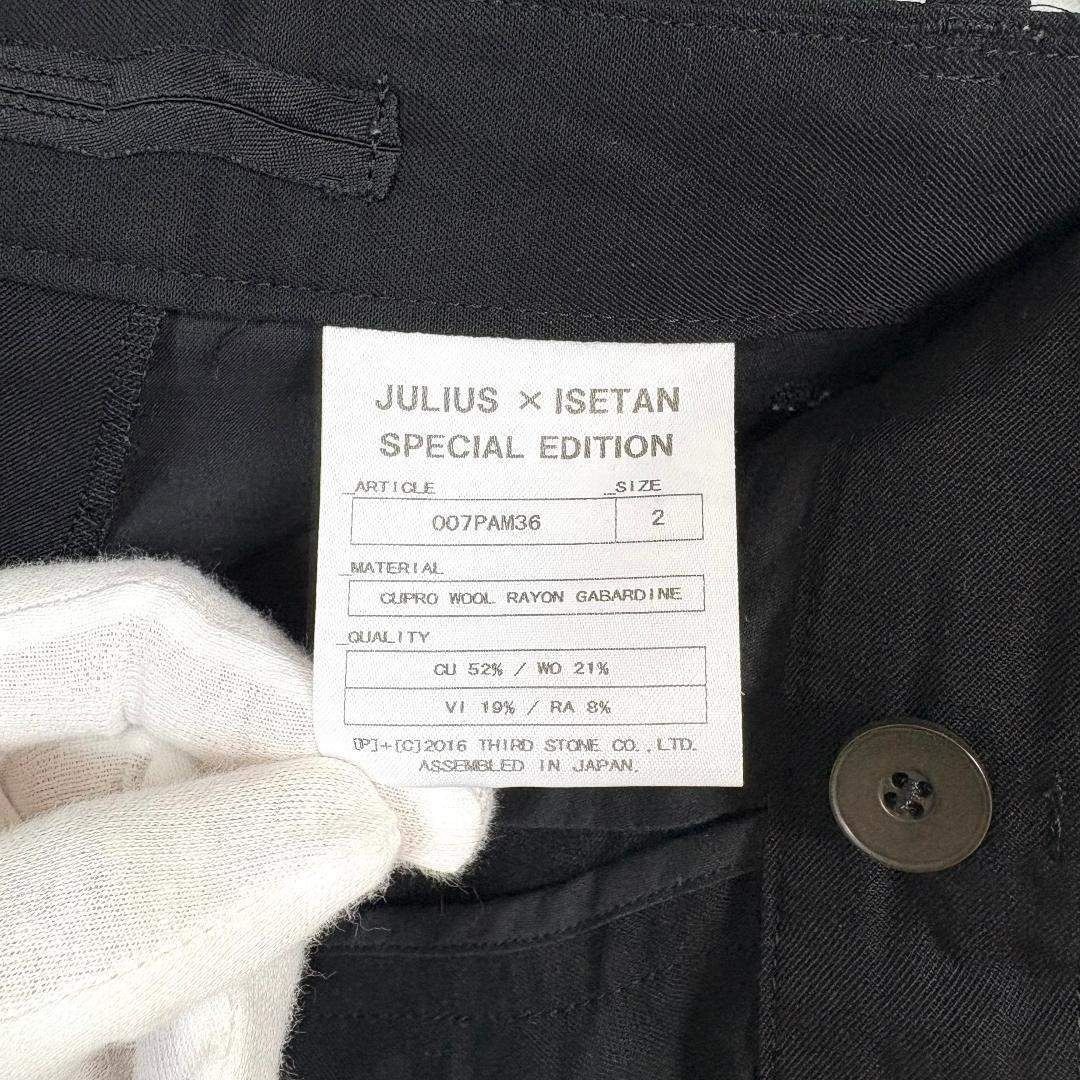 JULIUS × ISETAN
SPECIAL EDITION
_ARTICLE _SIZE
007PAM36 2
_MATERIAL
CUPRO WOOL RAYON GABARDINE
_QUALITY
CU 52% / WO 21%
VI 19% / RA 8%
[P]+[C]2016 THIRD STONE CO.,LTD.
ASSEMBLED IN JAPAN.